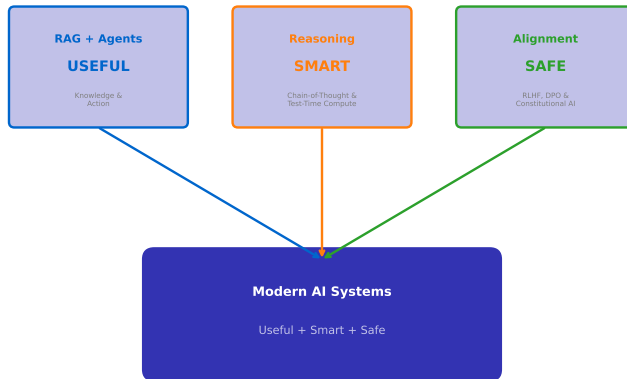 RAG + Agents
USEFUL
Knowledge &
Action
Reasoning
SMART
Chain-of-Thought &
Test-Time Compute
Alignment
SAFE
RLHF, DPO &
Constitutional AI
Modern AI Systems
Useful + Smart + Safe